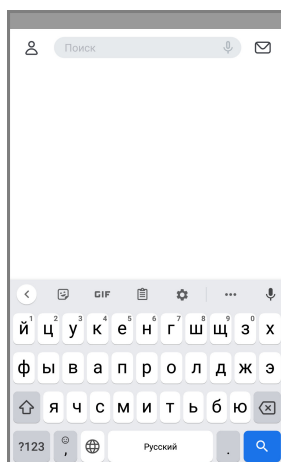 Поиск
GIF
й1 ц2 у3 к4 е5 н6 г7 ш8 щ9 з0 х
ф ы в а п р о л д ж э
я ч с м и т ь б ю
?123 , Русский .